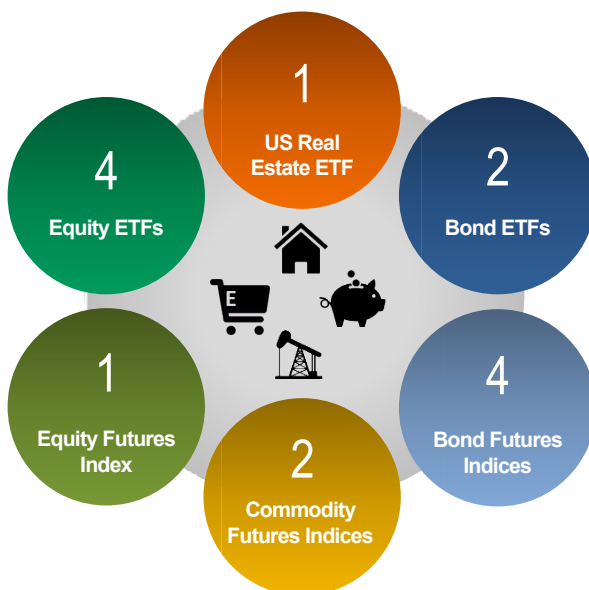 1
US Real
Estate ETF
2
Bond ETFs
4
Bond Futures
Indices
2
Commodity
Futures Indices
1
Equity Futures
Index
4
Equity ETFs
E